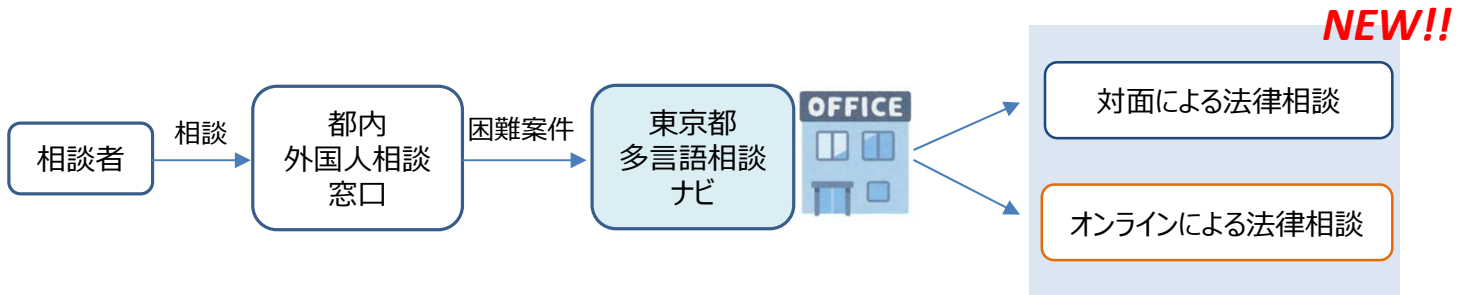 NEW!!
相談者
相談
都内
外国人相談
窓口
困難案件
東京都
多言語相談
ナビ
OFFICE
対面による法律相談
オンラインによる法律相談